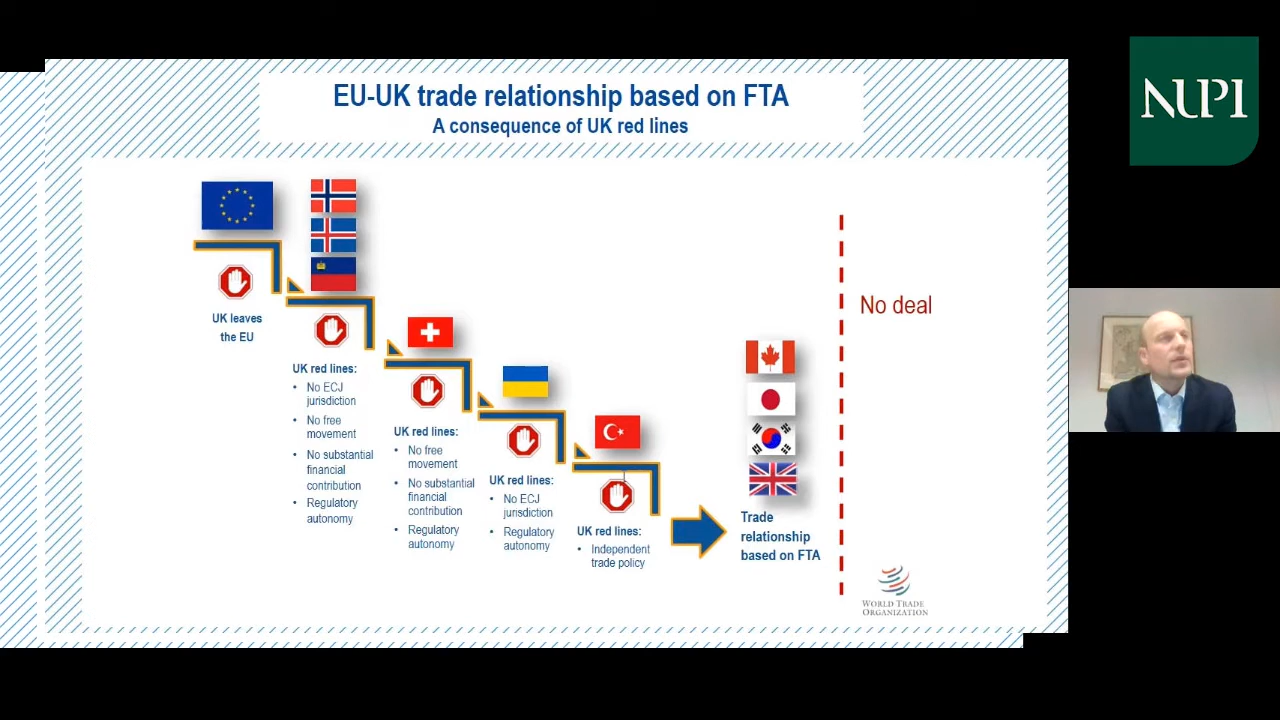 EU-UK trade relationship based on FTA
A consequence of UK red lines
NUPI
UK leaves
the EU
UK red lines:
• No ECJ
jurisdiction
• No free
movement
• No substantial
financial
contribution
• Regulatory
autonomy
UK red lines:
• No free
movement
• No substantial
financial
contribution
• Regulatory
autonomy
UK red lines:
• No ECJ
jurisdiction
• Regulatory
autonomy
UK red lines:
• Independent
trade policy
Trade
relationship
based on FTA
No deal
WORLD TRADE
ORGANIZATION